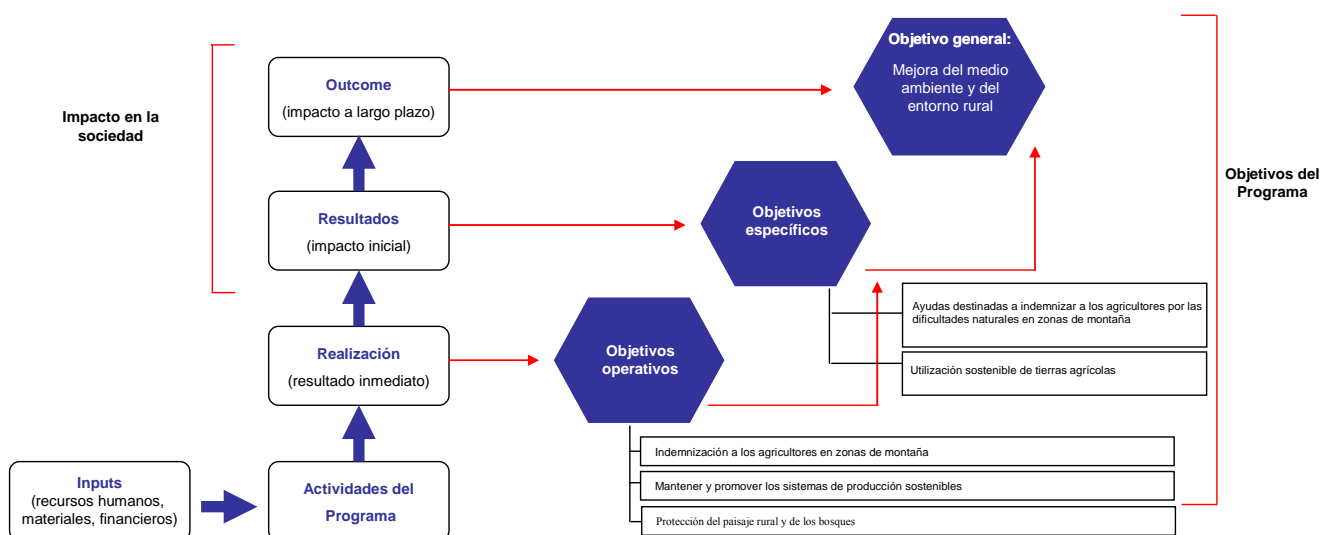 Objetivo general:
Mejora del medio
ambiente y del
entorno rural
Outcome
(impacto a largo plazo)
Impacto en la
sociedad
Objetivos del
Programa
Resultados
(impacto inicial)
Objetivos
específicos
Ayudas destinadas a indemnizar a los agricultores por las
dificultades naturales en zonas de montaña
Realización
(resultado inmediato)
Objetivos
operativos
Utilización sostenible de tierras agrícolas
Indemnización a los agricultores en zonas de montaña
Inputs
(recursos humanos,
materiales, financieros)
Actividades del
Programa
Mantener y promover los sistemas de producción sostenibles
Protección del paisaje rural y de los bosques